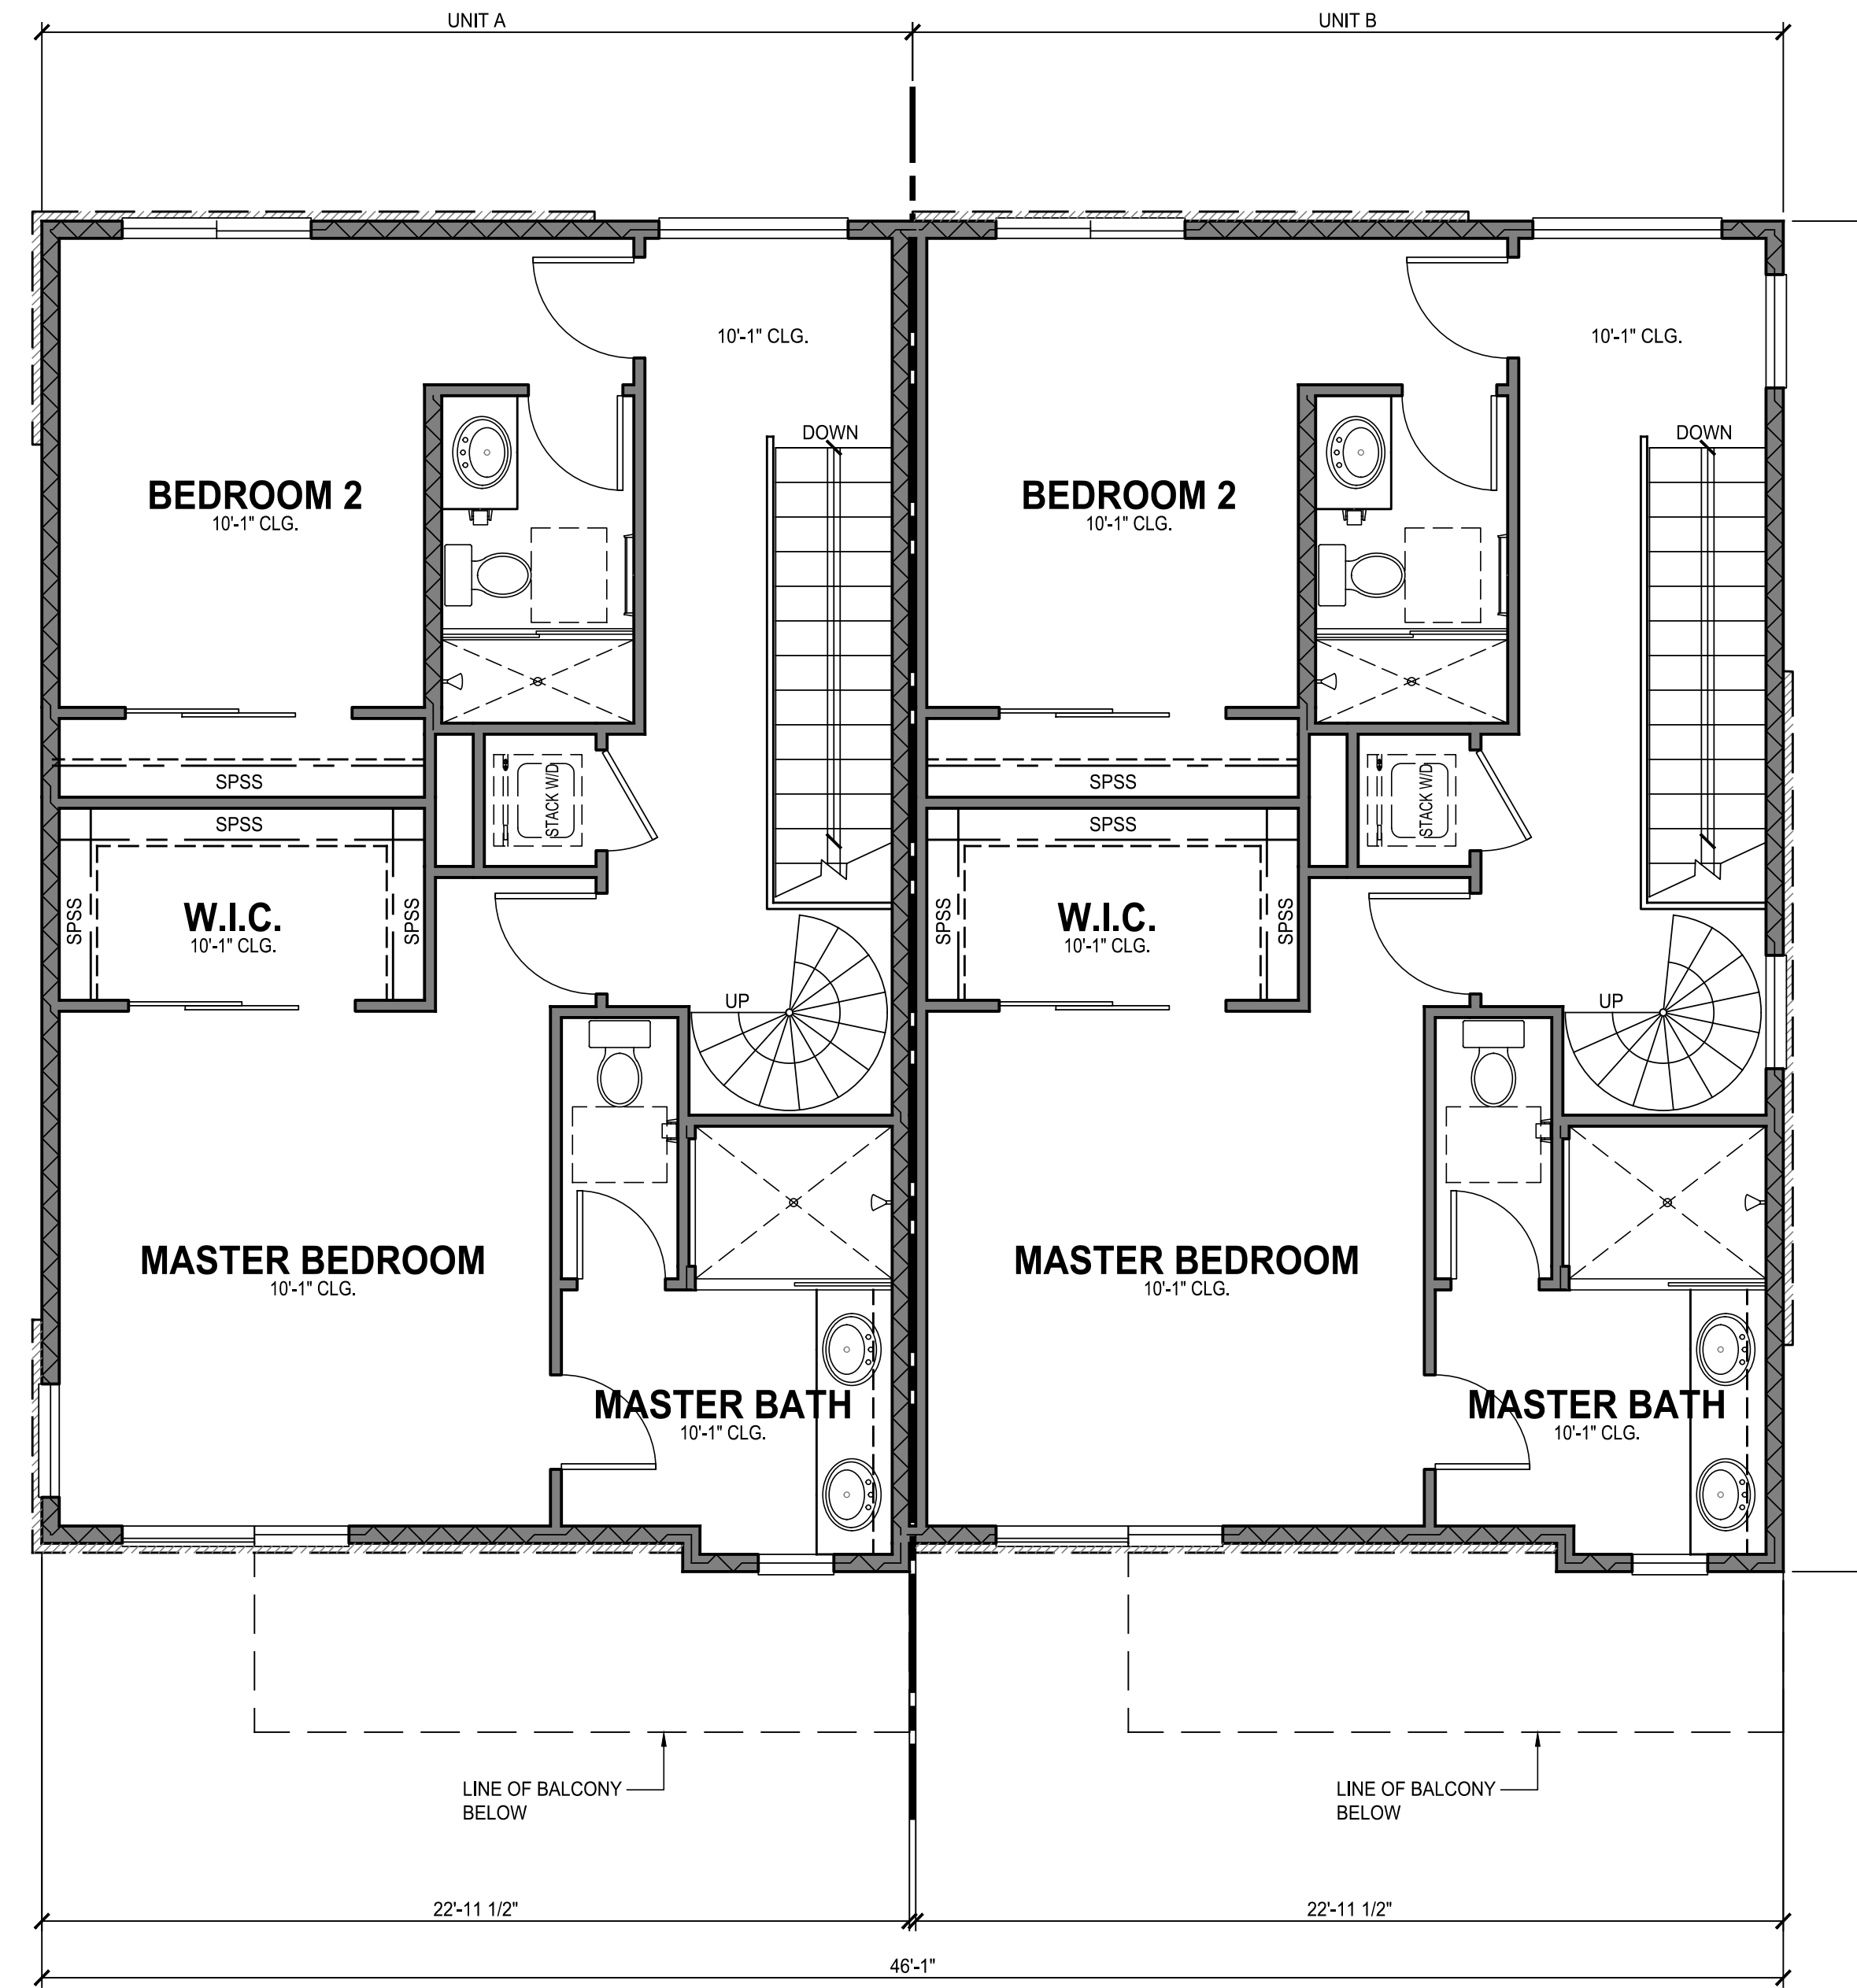 UNIT A
UNIT B
10'-1" CLG.
10'-1" CLG.
DOWN
DOWN
BEDROOM 2
10'-1" CLG.
BEDROOM 2
10'-1" CLG.
STACK W/D
STACK W/D
SPSS
SPSS
SPSS
SPSS
SPSS
W.I.C.
10'-1" CLG.
SPSS
SPSS
W.I.C.
10'-1" CLG.
SPSS
UP
UP
MASTER BEDROOM
10'-1" CLG.
MASTER BEDROOM
10'-1" CLG.
MASTER BATH
10'-1" CLG.
MASTER BATH
10'-1" CLG.
LINE OF BALCONY
BELOW
LINE OF BALCONY
BELOW
22'-11 1/2"
22'-11 1/2"
46'-1"